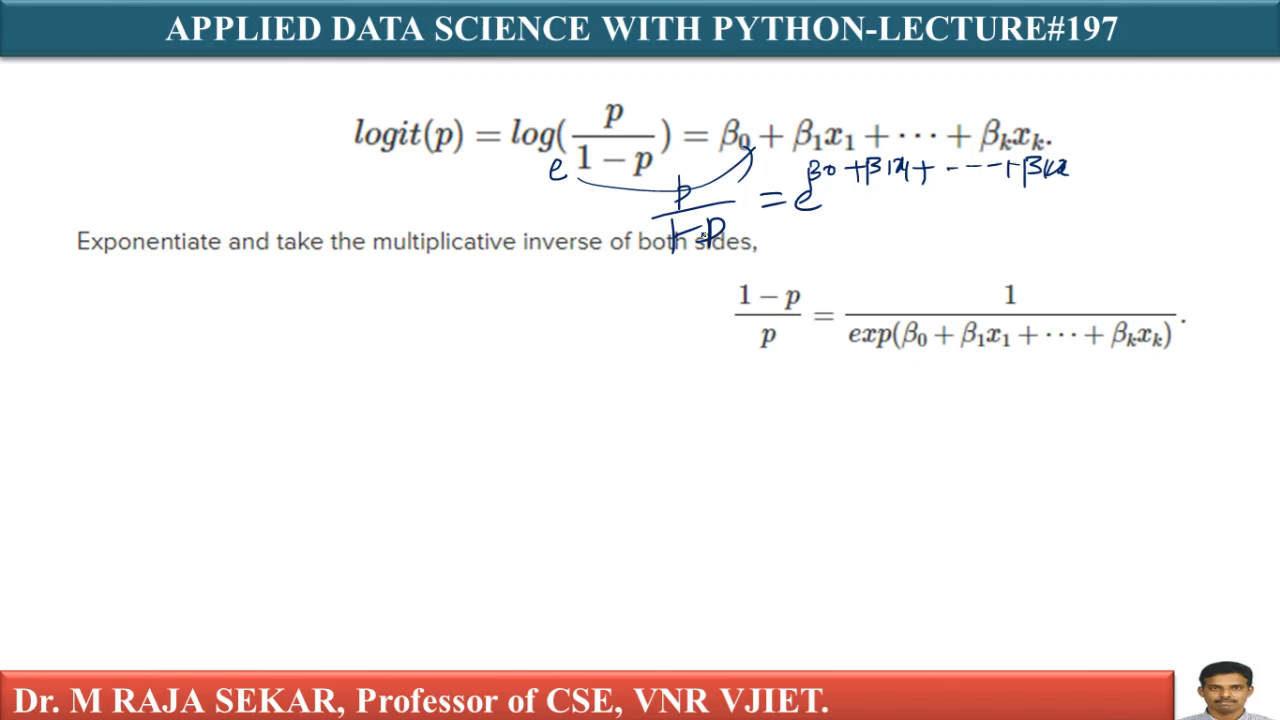 APPLIED DATA SCIENCE WITH PYTHON-LECTURE#197
logit(p) = log(p/(1 − p)) = β₀ + β₁x₁ + ⋯ + βₖxₖ.
e
p/(1-p) = e^(β0 + β1x1 + ----- + βkx
Exponentiate and take the multiplicative inverse of both sides,
(1 − p)/p = 1/(exp(β₀ + β₁x₁ + ⋯ + βₖxₖ)).
Dr. M RAJA SEKAR, Professor of CSE, VNR VJIET.